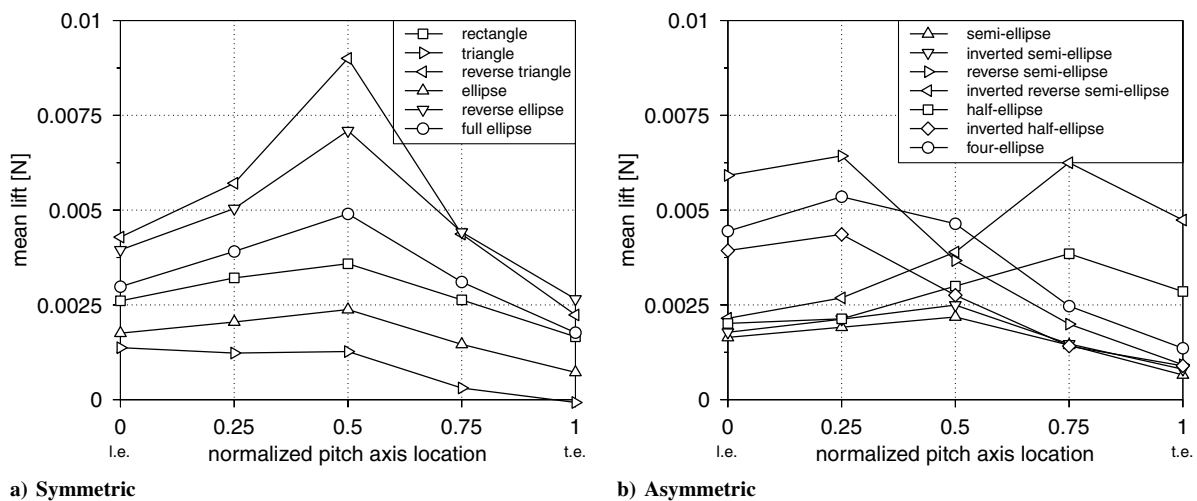 0.01
0.0075
0.005
0.0025
0
mean lift [N]
rectangle
triangle
reverse triangle
ellipse
reverse ellipse
full ellipse
0 0.25 0.5 0.75 1
l.e. normalized pitch axis location t.e.
a) Symmetric
0.01
0.0075
0.005
0.0025
0
mean lift [N]
semi-ellipse
inverted semi-ellipse
reverse semi-ellipse
inverted reverse semi-ellipse
half-ellipse
inverted half-ellipse
four-ellipse
0 0.25 0.5 0.75 1
l.e. normalized pitch axis location t.e.
b) Asymmetric